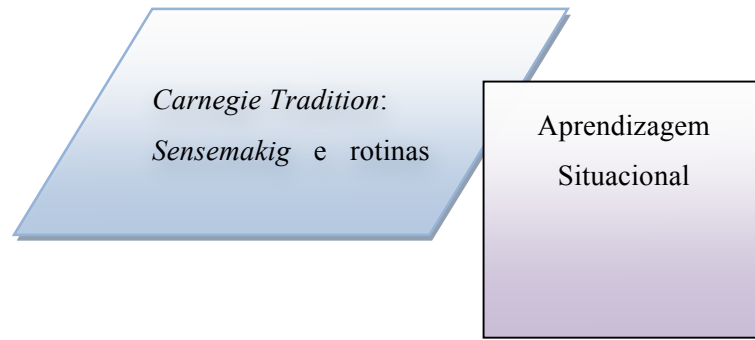 Carnegie Tradition:
Sensemakig e rotinas
Aprendizagem
Situacional